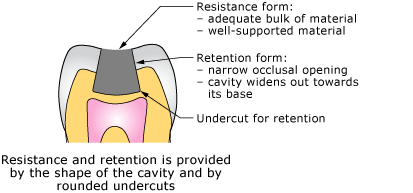 Resistance form:
– adequate bulk of material
– well-supported material
Retention form:
– narrow occlusal opening
– cavity widens out towards
its base
Undercut for retention
Resistance and retention is provided
by the shape of the cavity and by
rounded undercuts